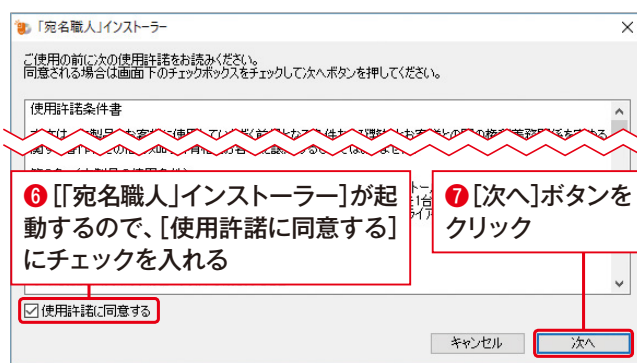 「宛名職人」インストーラー
ご使用の前に次の使用許諾をお読みください。
同意される場合は画面下のチェックボックスをチェックして次へボタンを押してください。
使用許諾条件書
❻[「宛名職人」インストーラー]が起
動するので、[使用許諾に同意する]
にチェックを入れる
❼[次へ]ボタンを
クリック
使用許諾に同意する
キャンセル
次へ